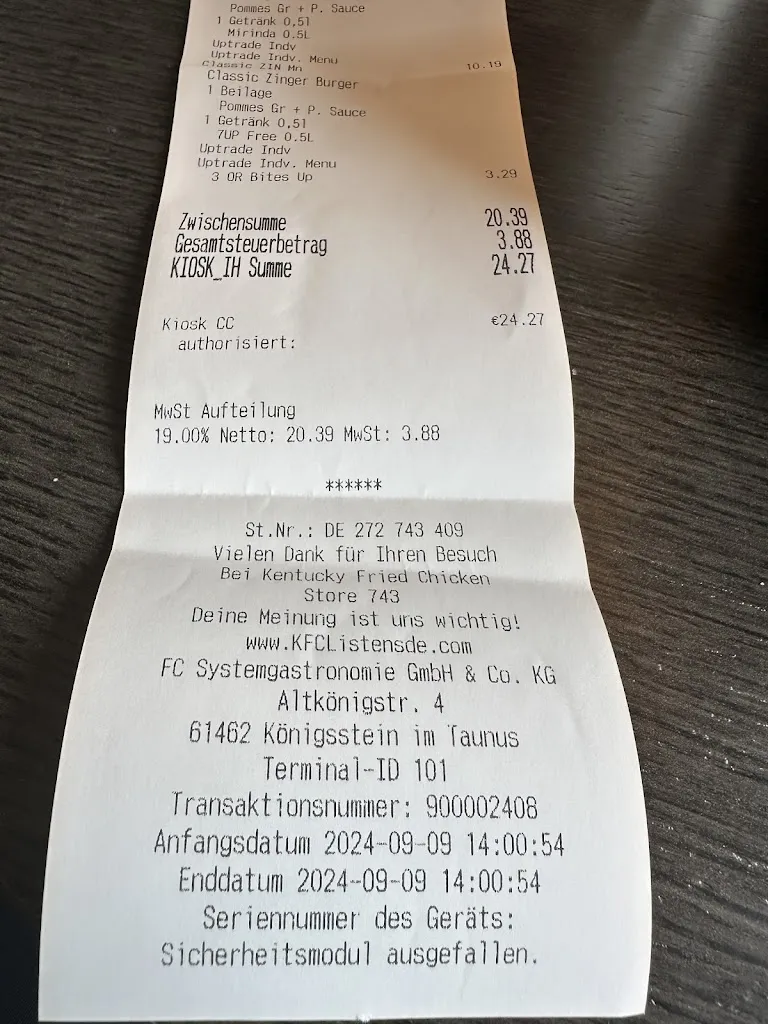 Pommes Gr + P. Sauce
1 Getränk 0,5l
Mirinda 0.5L
Uptrade Indv
Uptrade Indv. Menu
Classic ZIN Mn 10.19
Classic Zinger Burger
1 Beilage
Pommes Gr + P. Sauce
1 Getränk 0,5l
7UP Free 0.5L
Uptrade Indv
Uptrade Indv. Menu
3 OR Bites Up 3.29
Zwischensumme 20.39
Gesamtsteuerbetrag 3.88
KIOSK_IH Summe 24.27
Kiosk CC €24.27
authorisiert:
MwSt Aufteilung
19.00% Netto: 20.39 MwSt: 3.88
******
St.Nr.: DE 272 743 409
Vielen Dank für Ihren Besuch
Bei Kentucky Fried Chicken
Store 743
Deine Meinung ist uns wichtig!
www.KFCListensde.com
FC Systemgastronomie GmbH & Co. KG
Altkönigstr. 4
61462 Königsstein im Taunus
Terminal-ID 101
Transaktionsnummer: 900002408
Anfangsdatum 2024-09-09 14:00:54
Enddatum 2024-09-09 14:00:54
Seriennummer des Geräts:
Sicherheitsmodul ausgefallen.